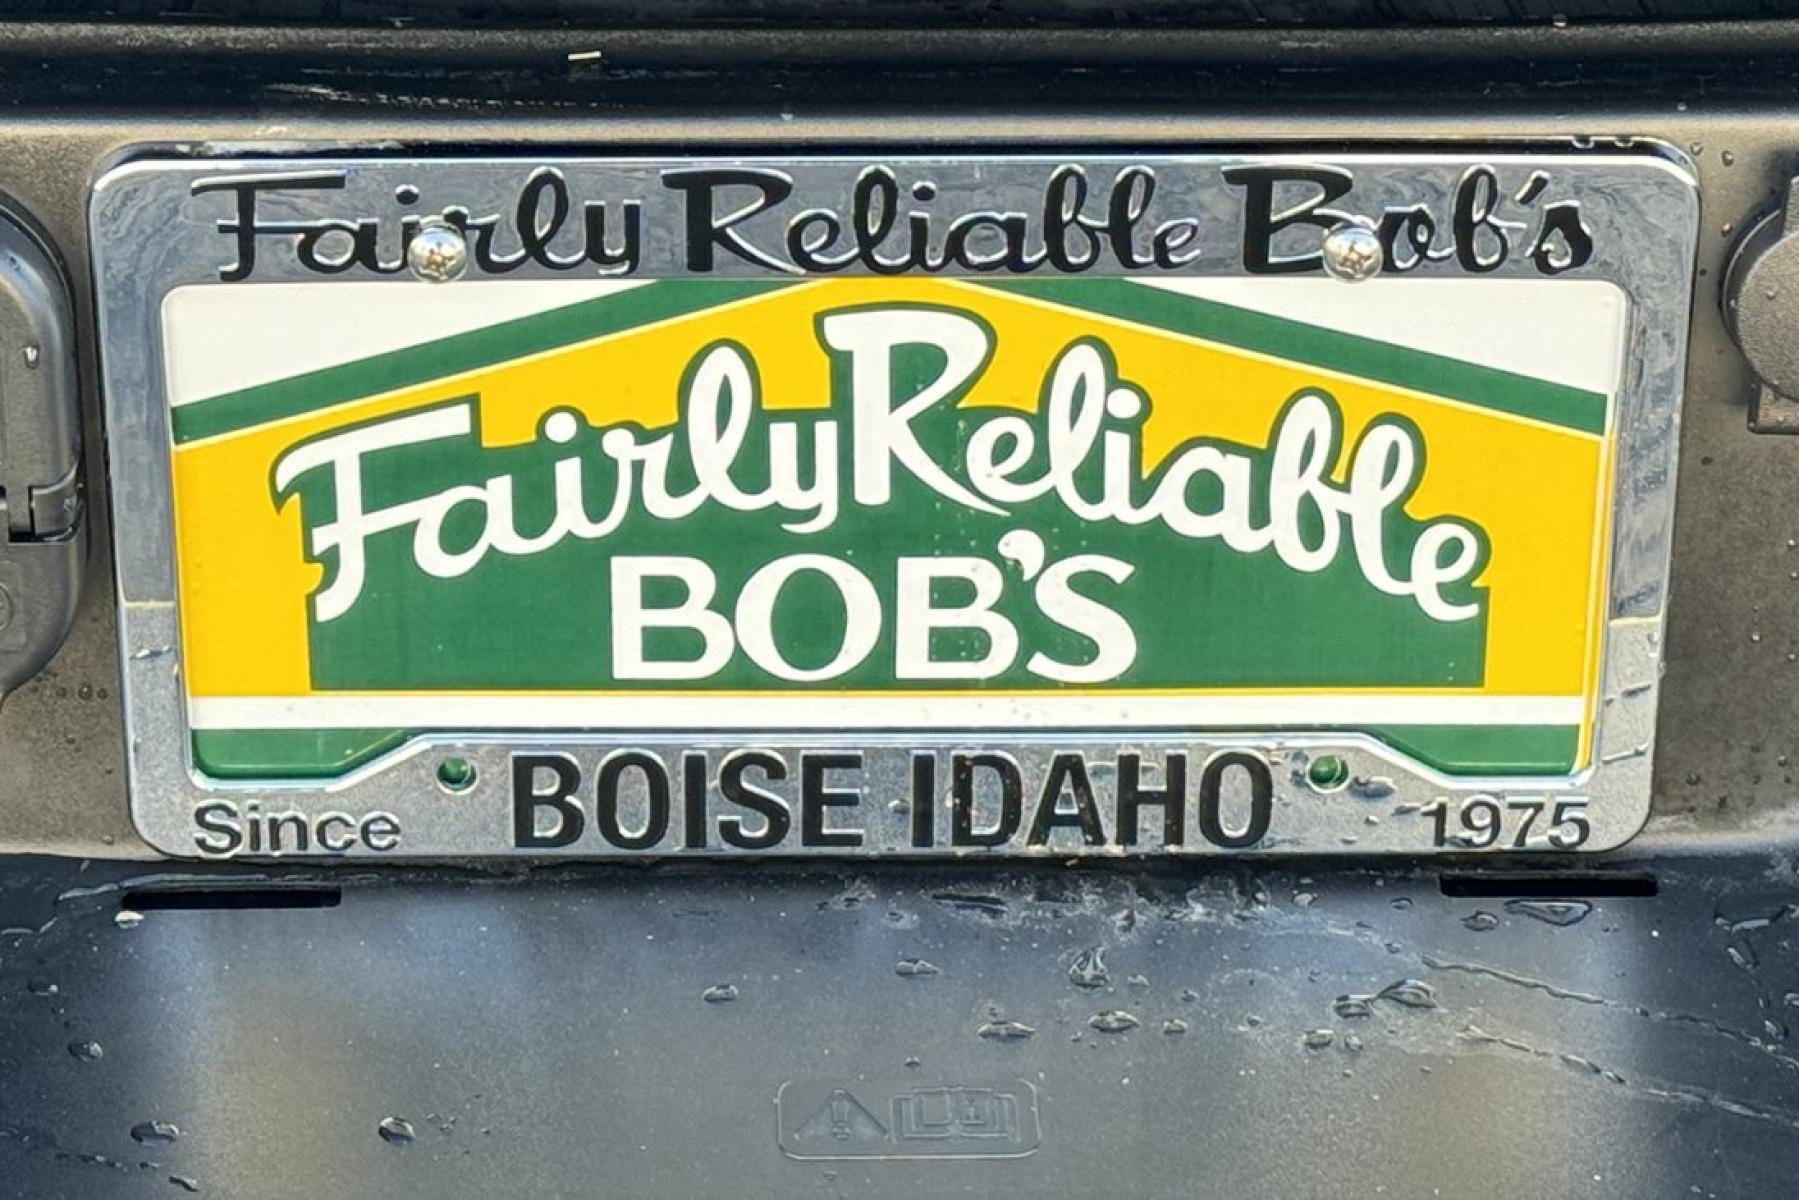 Fairly Reliable Bob's
Fairly Reliable
BOB'S
Since BOISE IDAHO 1975